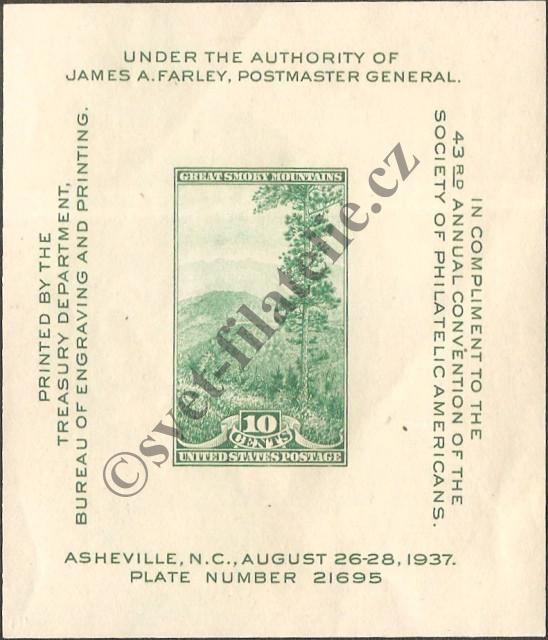 UNDER THE AUTHORITY OF
JAMES A. FARLEY, POSTMASTER GENERAL.
PRINTED BY THE
TREASURY DEPARTMENT,
BUREAU OF ENGRAVING AND PRINTING.
GREAT SMOKY MOUNTAINS
10
CENTS
UNITED STATES POSTAGE
IN COMPLIMENT TO THE
43RD ANNUAL CONVENTION OF THE
SOCIETY OF PHILATELIC AMERICANS.
ASHEVILLE, N.C., AUGUST 26-28, 1937.
PLATE NUMBER 21695
©svet-filatelie.cz